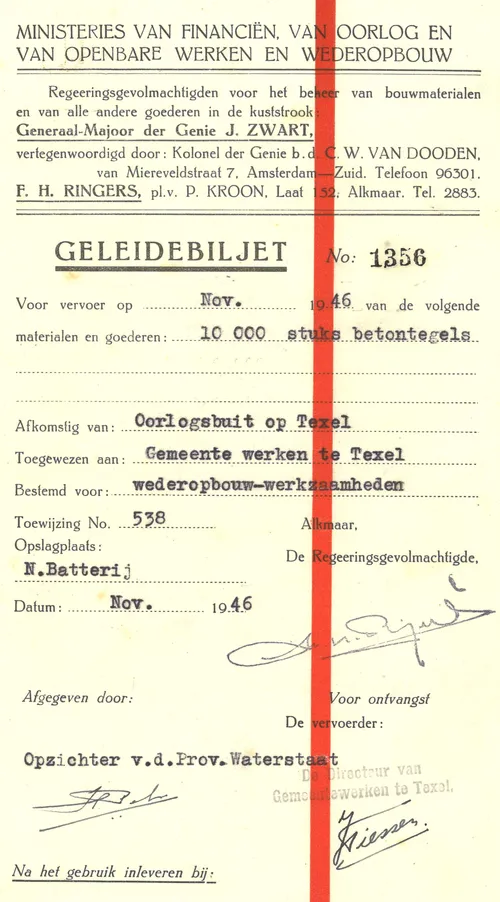 MINISTERIES VAN FINANCIËN, VAN OORLOG EN
VAN OPENBARE WERKEN EN WEDEROPBOUW
Regeeringsgevolmachtigden voor het beheer van bouwmaterialen
en van alle andere goederen in de kuststrook:
Generaal-Majoor der Genie J. ZWART,
vertegenwoordigd door: Kolonel der Genie b.d. C. W. VAN DOODEN,
van Miereveldstraat 7, Amsterdam—Zuid. Telefoon 96301.
F. H. RINGERS, pl.v. P. KROON, Laat 132, Alkmaar. Tel. 2883.
GELEIDEBILJET No: 1356
Voor vervoer op Nov. 1946 van de volgende
materialen en goederen: 10 000 stuks betontegels
Afkomstig van: Oorlogsbuit op Texel
Toegewezen aan: Gemeente werken te Texel
Bestemd voor: wederopbouw-werkzaamheden
Toewijzing No. 538 Alkmaar,
Opslagplaats:
De Regeeringsgevolmachtigde,
N.Batterij
Datum: Nov. 1946
Afgegeven door: Voor ontvangst
De vervoerder:
Opzichter v.d.Prov.Waterstaat
De Directeur van
Gemeentewerken te Texel.
Na het gebruik inleveren bij: